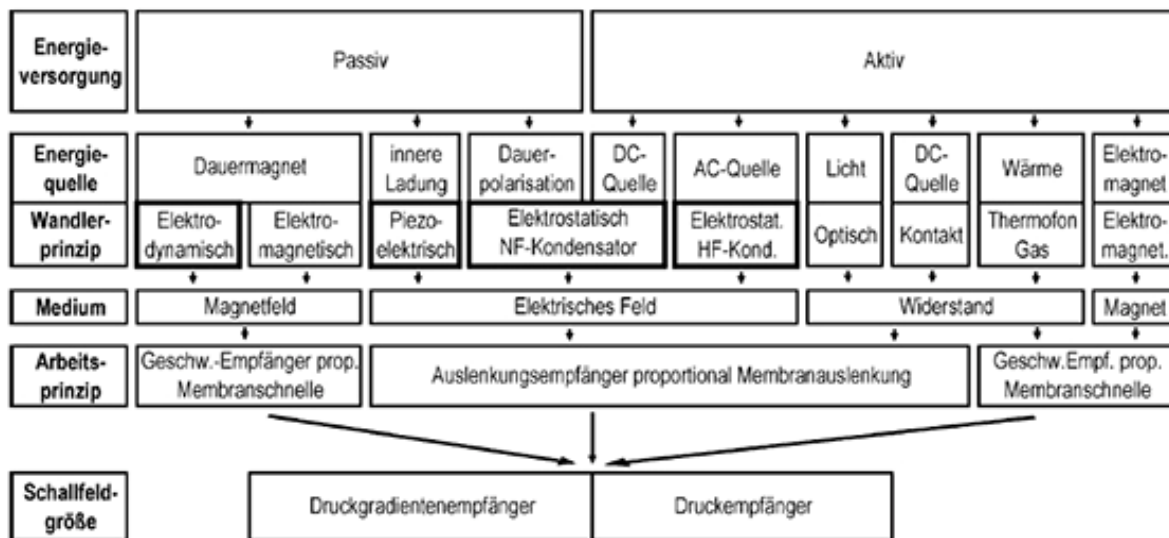 Energie-
versorgung
Passiv
Aktiv
Energie-
quelle
Dauermagnet
innere
Ladung
Dauer-
polarisation
DC-
Quelle
AC-Quelle
Licht
DC-
Quelle
Wärme
Elektro-
magnet
Wandler-
prinzip
Elektro-
dynamisch
Elektro-
magnetisch
Piezo-
elektrisch
Elektrostatisch
NF-Kondensator
Elektrostat.
HF-Kond.
Optisch
Kontakt
Thermofon
Gas
Elektro-
magnet.
Medium
Magnetfeld
Elektrisches Feld
Widerstand
Magnet
Arbeits-
prinzip
Geschw.-Empfänger prop.
Membranschnelle
Auslenkungsempfänger proportional Membranauslenkung
Geschw.Empf. prop.
Membranschnelle
Schallfeld-
größe
Druckgradientenempfänger
Druckempfänger